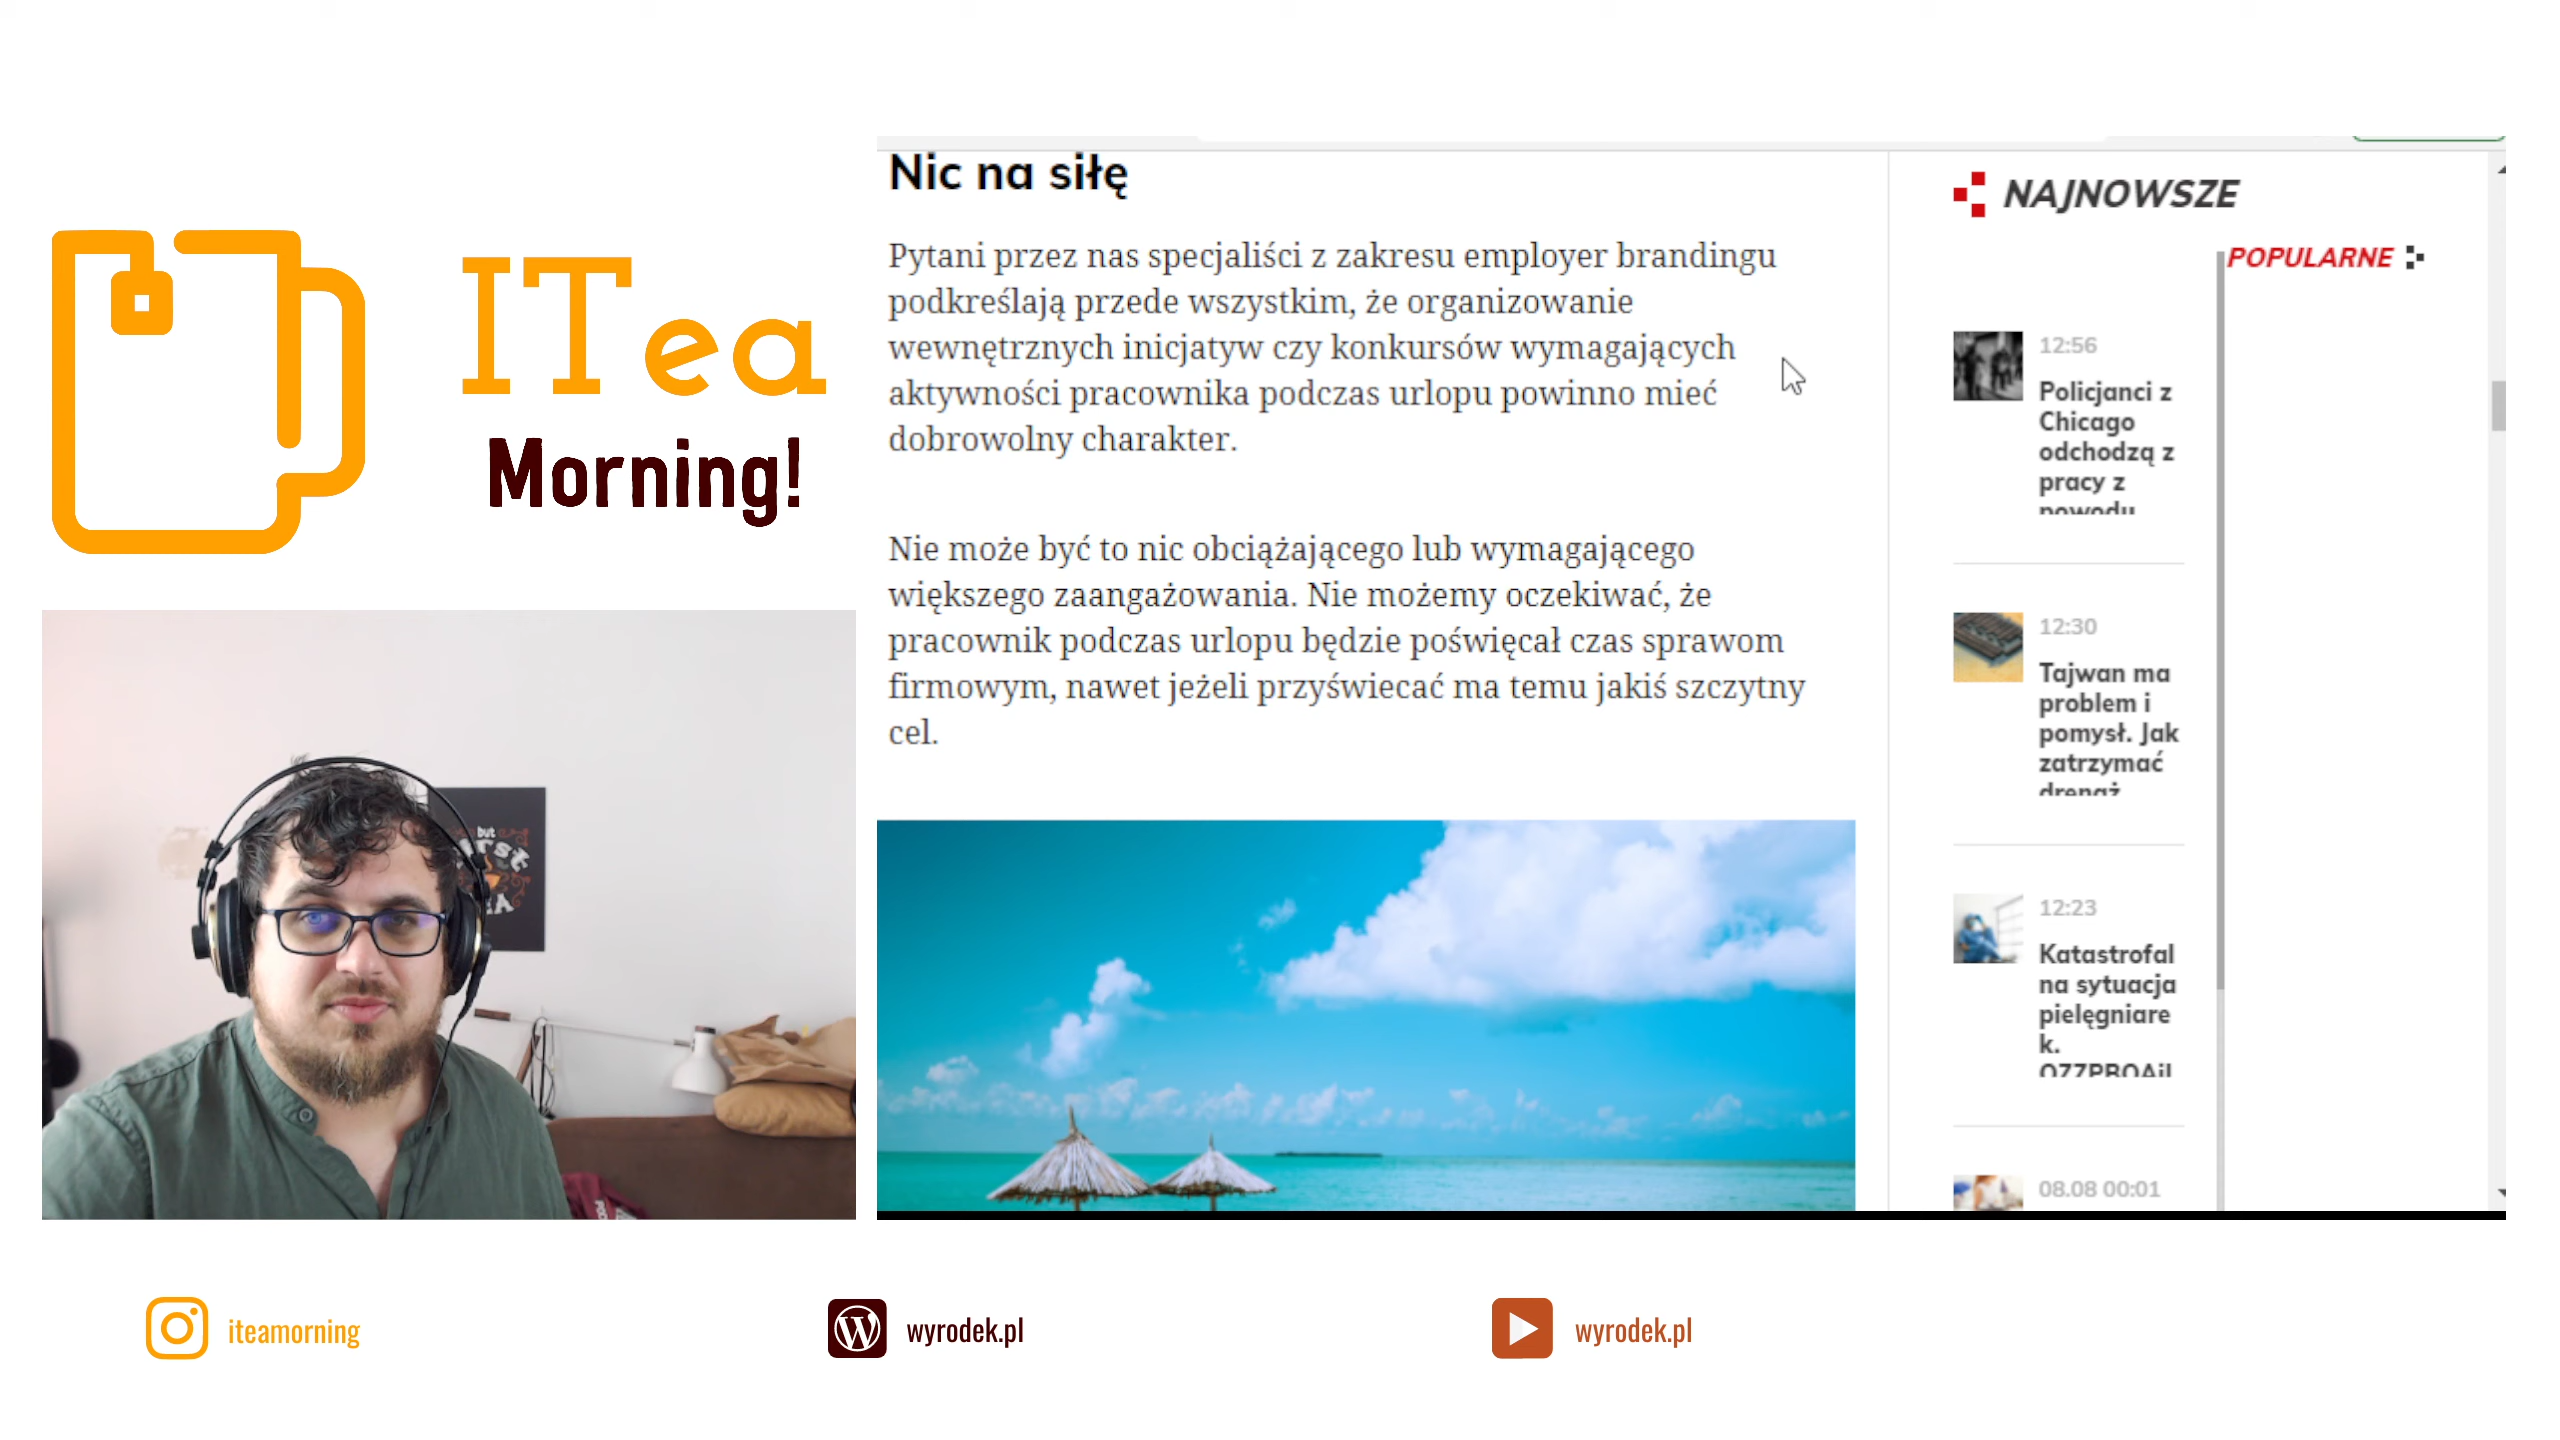 ITea
Morning!
Nic na siłę
Pytani przez nas specjaliści z zakresu employer brandingu
podkreślają przede wszystkim, że organizowanie
wewnętrznych inicjatyw czy konkursów wymagających
aktywności pracownika podczas urlopu powinno mieć
dobrowolny charakter.
Nie może być to nic obciążającego lub wymagającego
większego zaangażowania. Nie możemy oczekiwać, że
pracownik podczas urlopu będzie poświęcał czas sprawom
firmowym, nawet jeżeli przyświecać ma temu jakiś szczytny
cel.
NAJNOWSZE
POPULARNE
12:56
Policjanci z
Chicago
odchodzą z
pracy z
powodu
12:30
Tajwan ma
problem i
pomysł. Jak
zatrzymać
drenaż
12:23
Katastrofal
na sytuacja
pielęgniare
k.
08.08 00:01
but
iteamorning
wyrodek.pl
wyrodek.pl